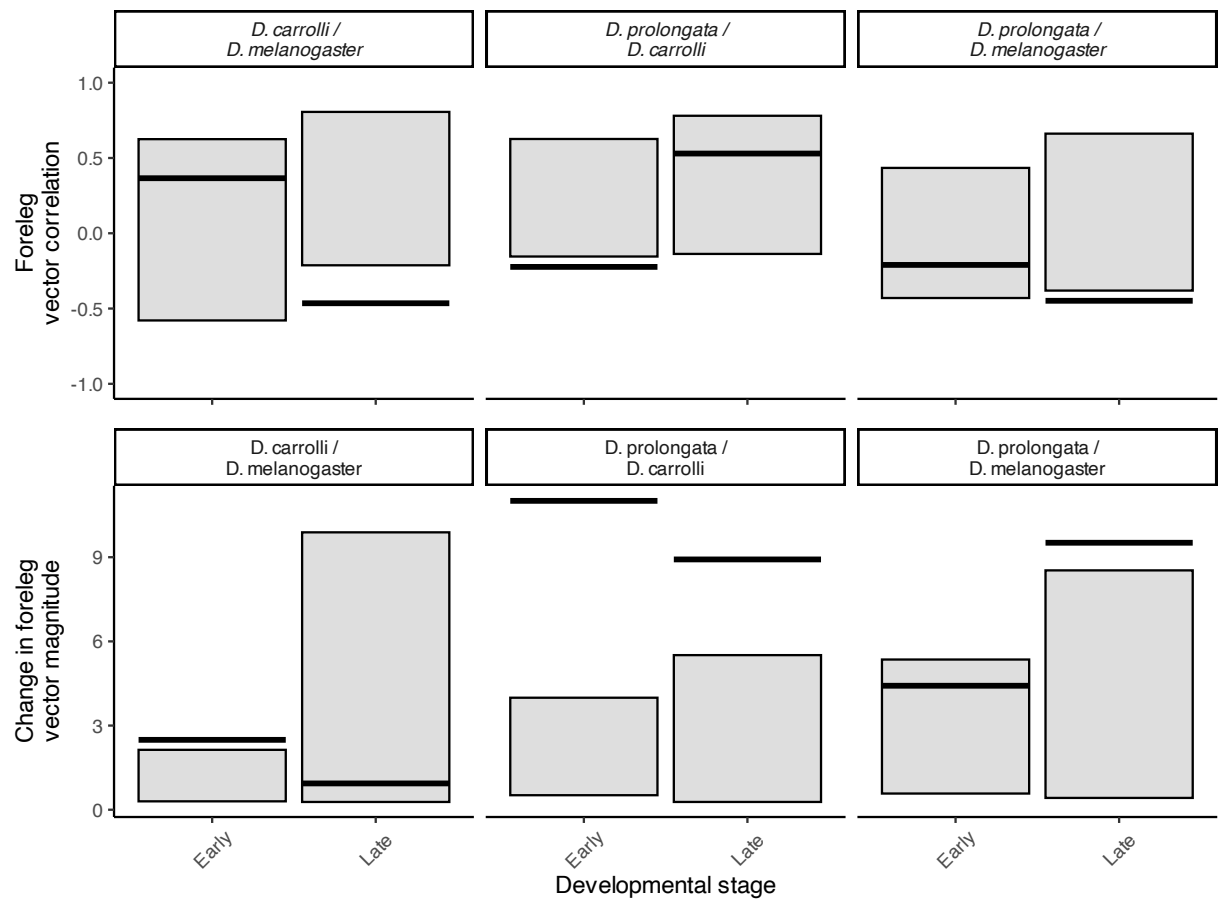 D. carrolli /
D. melanogaster
D. prolongata /
D. carrolli
D. prolongata /
D. melanogaster
Foreleg
vector correlation
1.0
0.5
0.0
-0.5
-1.0
D. carrolli /
D. melanogaster
D. prolongata /
D. carrolli
D. prolongata /
D. melanogaster
Change in foreleg
vector magnitude
9
6
3
0
Early
Late
Early
Late
Early
Late
Developmental stage